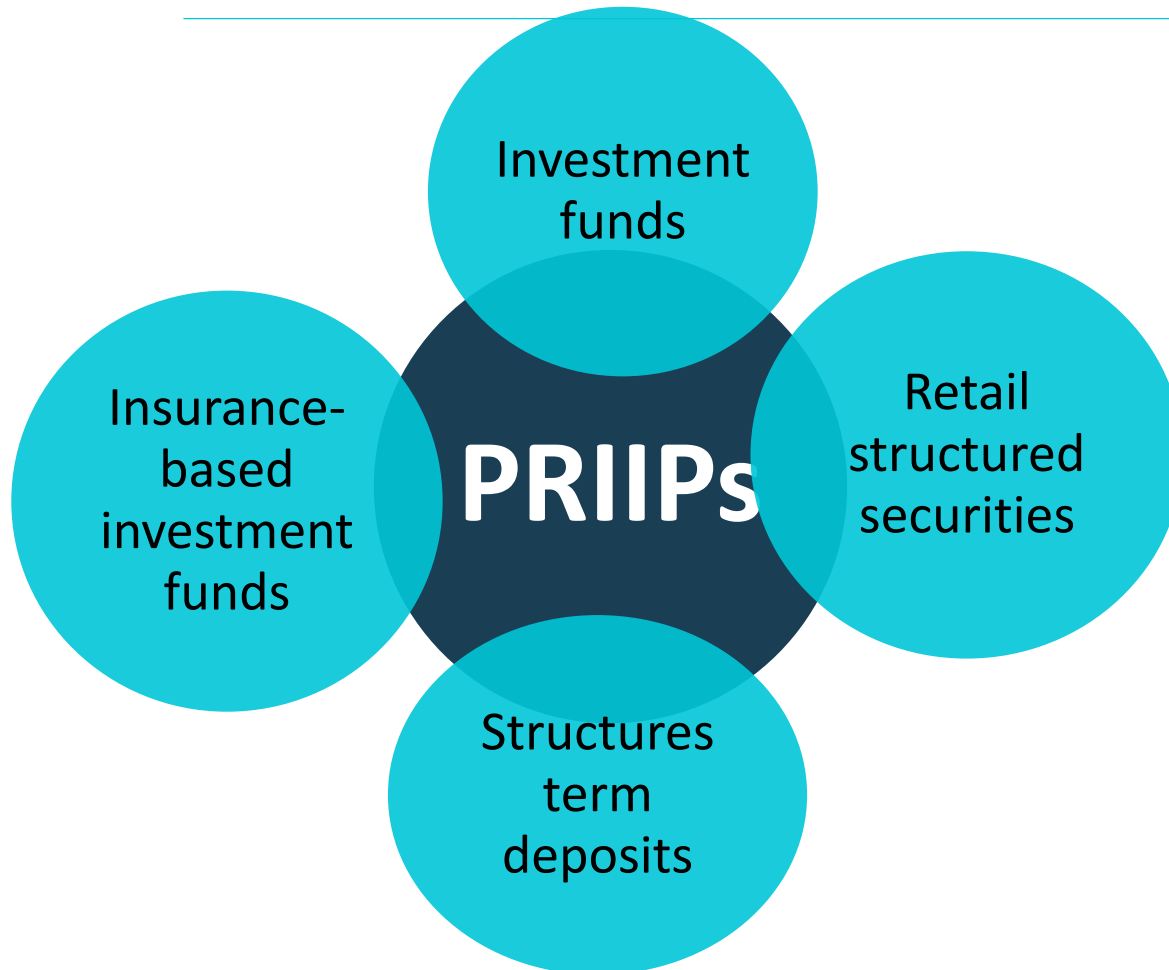 Investment
funds
Insurance-
based
investment
funds
PRIIPs
Retail
structured
securities
Structures
term
deposits